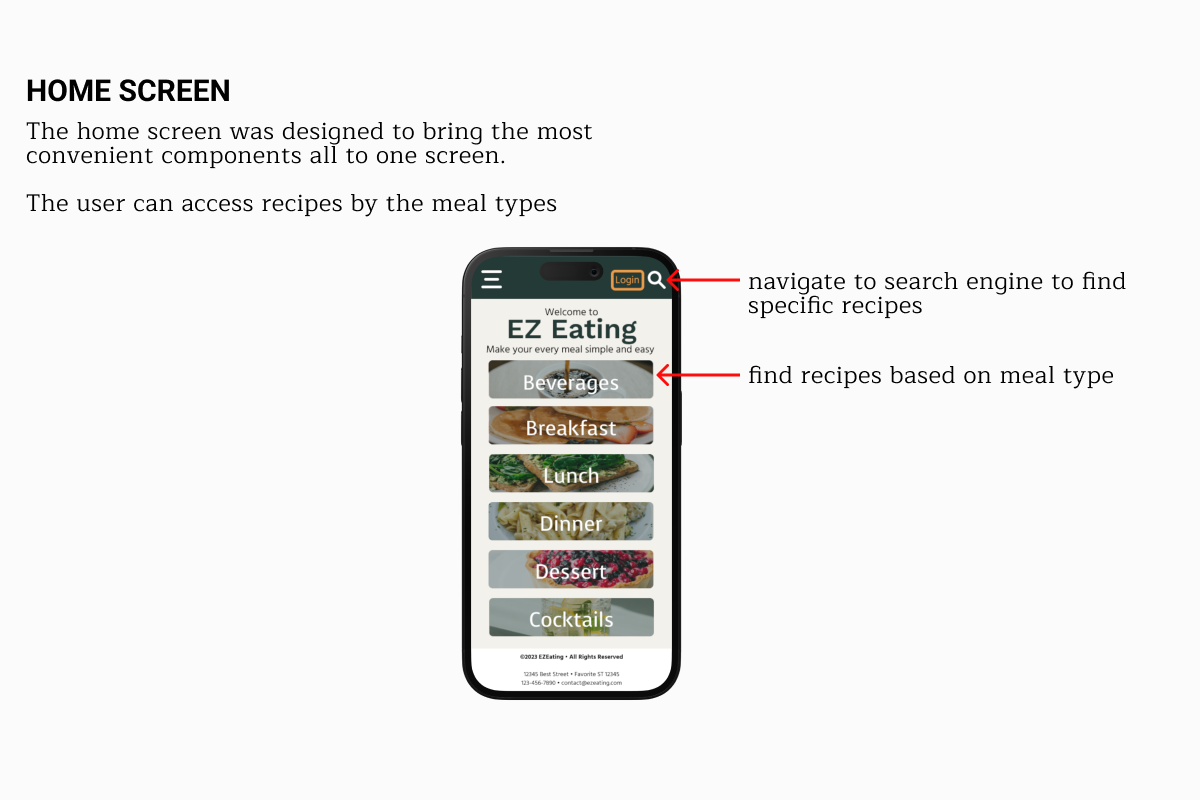 HOME SCREEN
The home screen was designed to bring the most
convenient components all to one screen.
The user can access recipes by the meal types
Login
navigate to search engine to find
specific recipes
Welcome to
EZ Eating
Make your every meal simple and easy
Beverages
find recipes based on meal type
Breakfast
Lunch
Dinner
Dessert
Cocktails
©2023 EZEating • All Rights Reserved
12345 Best Street • Favorite ST 12345
123-456-7890 • contact@ezeating.com